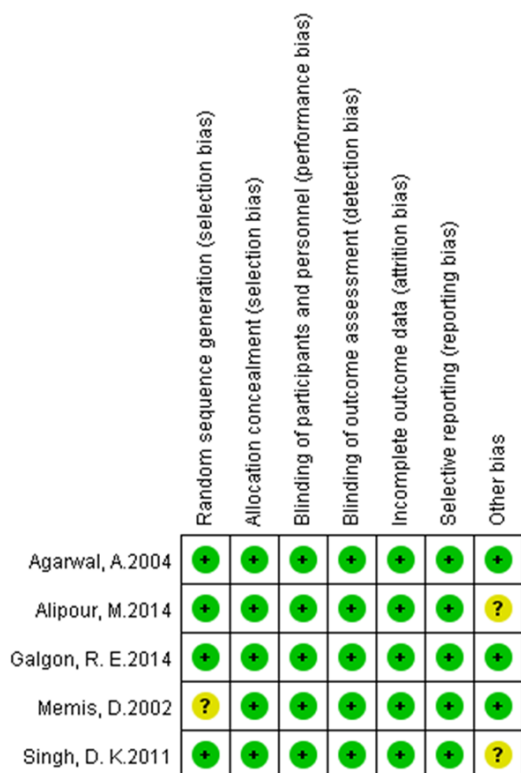 Random sequence generation (selection bias)
Allocation concealment (selection bias)
Blinding of participants and personnel (performance bias)
Blinding of outcome assessment (detection bias)
Incomplete outcome data (attrition bias)
Selective reporting (reporting bias)
Other bias
Agarwal, A.2004 + + + + + + +
Alipour, M.2014 + + + + + + ?
Galgon, R. E.2014 + + + + + + +
Memis, D.2002 ? + + + + + +
Singh, D. K.2011 + + + + + + ?